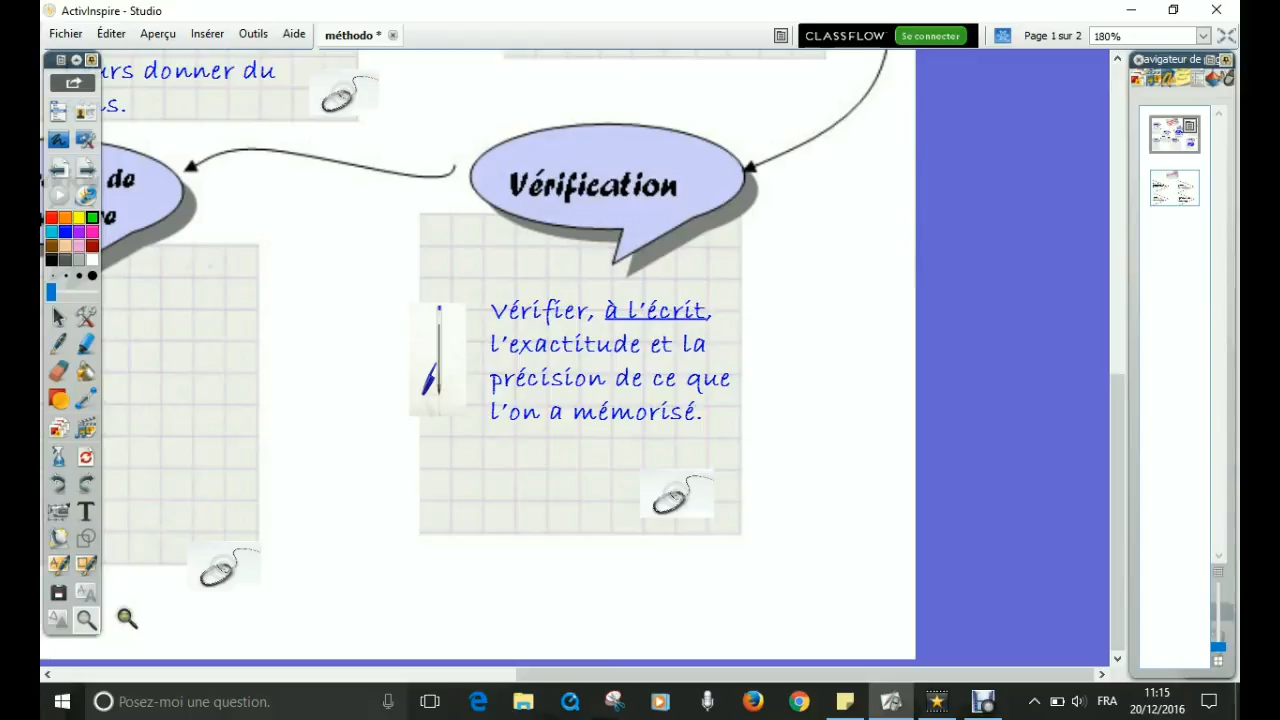 ActivInspire - Studio
Fichier Éditer Aperçu Insérer Outils Aide
méthodo *
CLASSFLOW Se connecter
Page 1 sur 2
180%
avigateur de
urs donner du
s.
de
Vérification
Vérifier, à l'écrit,
l'exactitude et la
précision de ce que
l'on a mémorisé.
Posez-moi une question.
FRA
11:15
20/12/2016